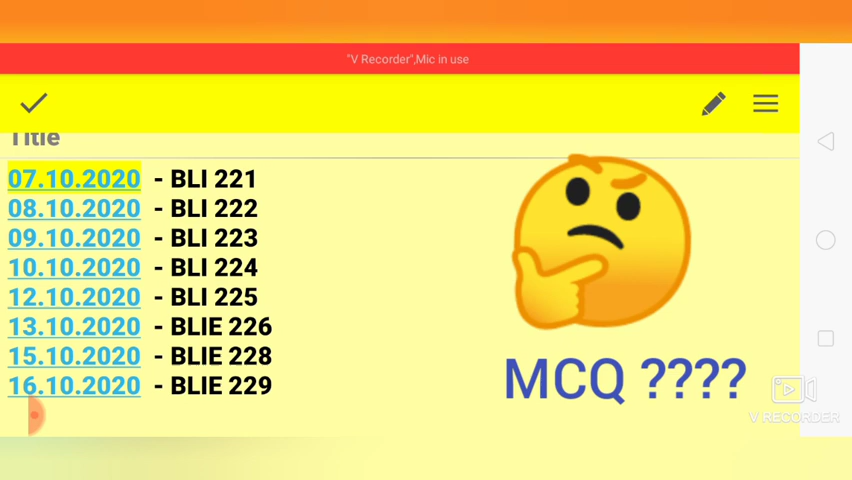 "V Recorder",Mic in use
Title
07.10.2020 - BLI 221
08.10.2020 - BLI 222
09.10.2020 - BLI 223
10.10.2020 - BLI 224
12.10.2020 - BLI 225
13.10.2020 - BLIE 226
15.10.2020 - BLIE 228
16.10.2020 - BLIE 229
MCQ ????
V RECORDER